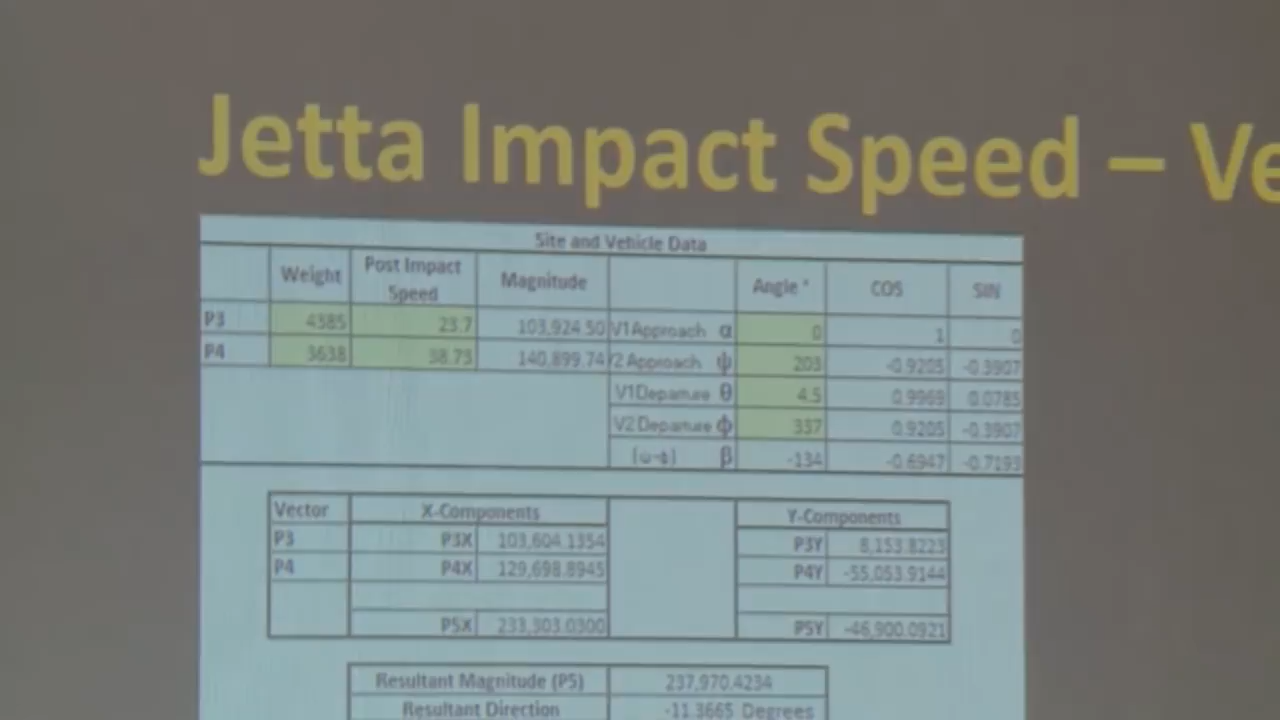 Jetta Impact Speed – Ve
Site and Vehicle Data
Weight Post Impact Speed Magnitude Angle ° COS SIN
P3 4385 23.7 103,924.50 V1 Approach α 0 1 0
P4 3638 38.73 140,899.74 V2 Approach ψ 203 -0.9205 -0.3907
V1 Departure θ 4.5 0.9969 0.0785
V2 Departure ϕ 337 0.9205 -0.3907
β -134 -0.6947 -0.7193
Vector X-Components Y-Components
P3 P3X 103,604.1354 P3Y 8,153.8223
P4 P4X 129,698.8945 P4Y -55,053.9144
P5X 233,303.0300 P5Y -46,900.0921
Resultant Magnitude (P5) 237,970.4234
Resultant Direction -11.3665 Degrees